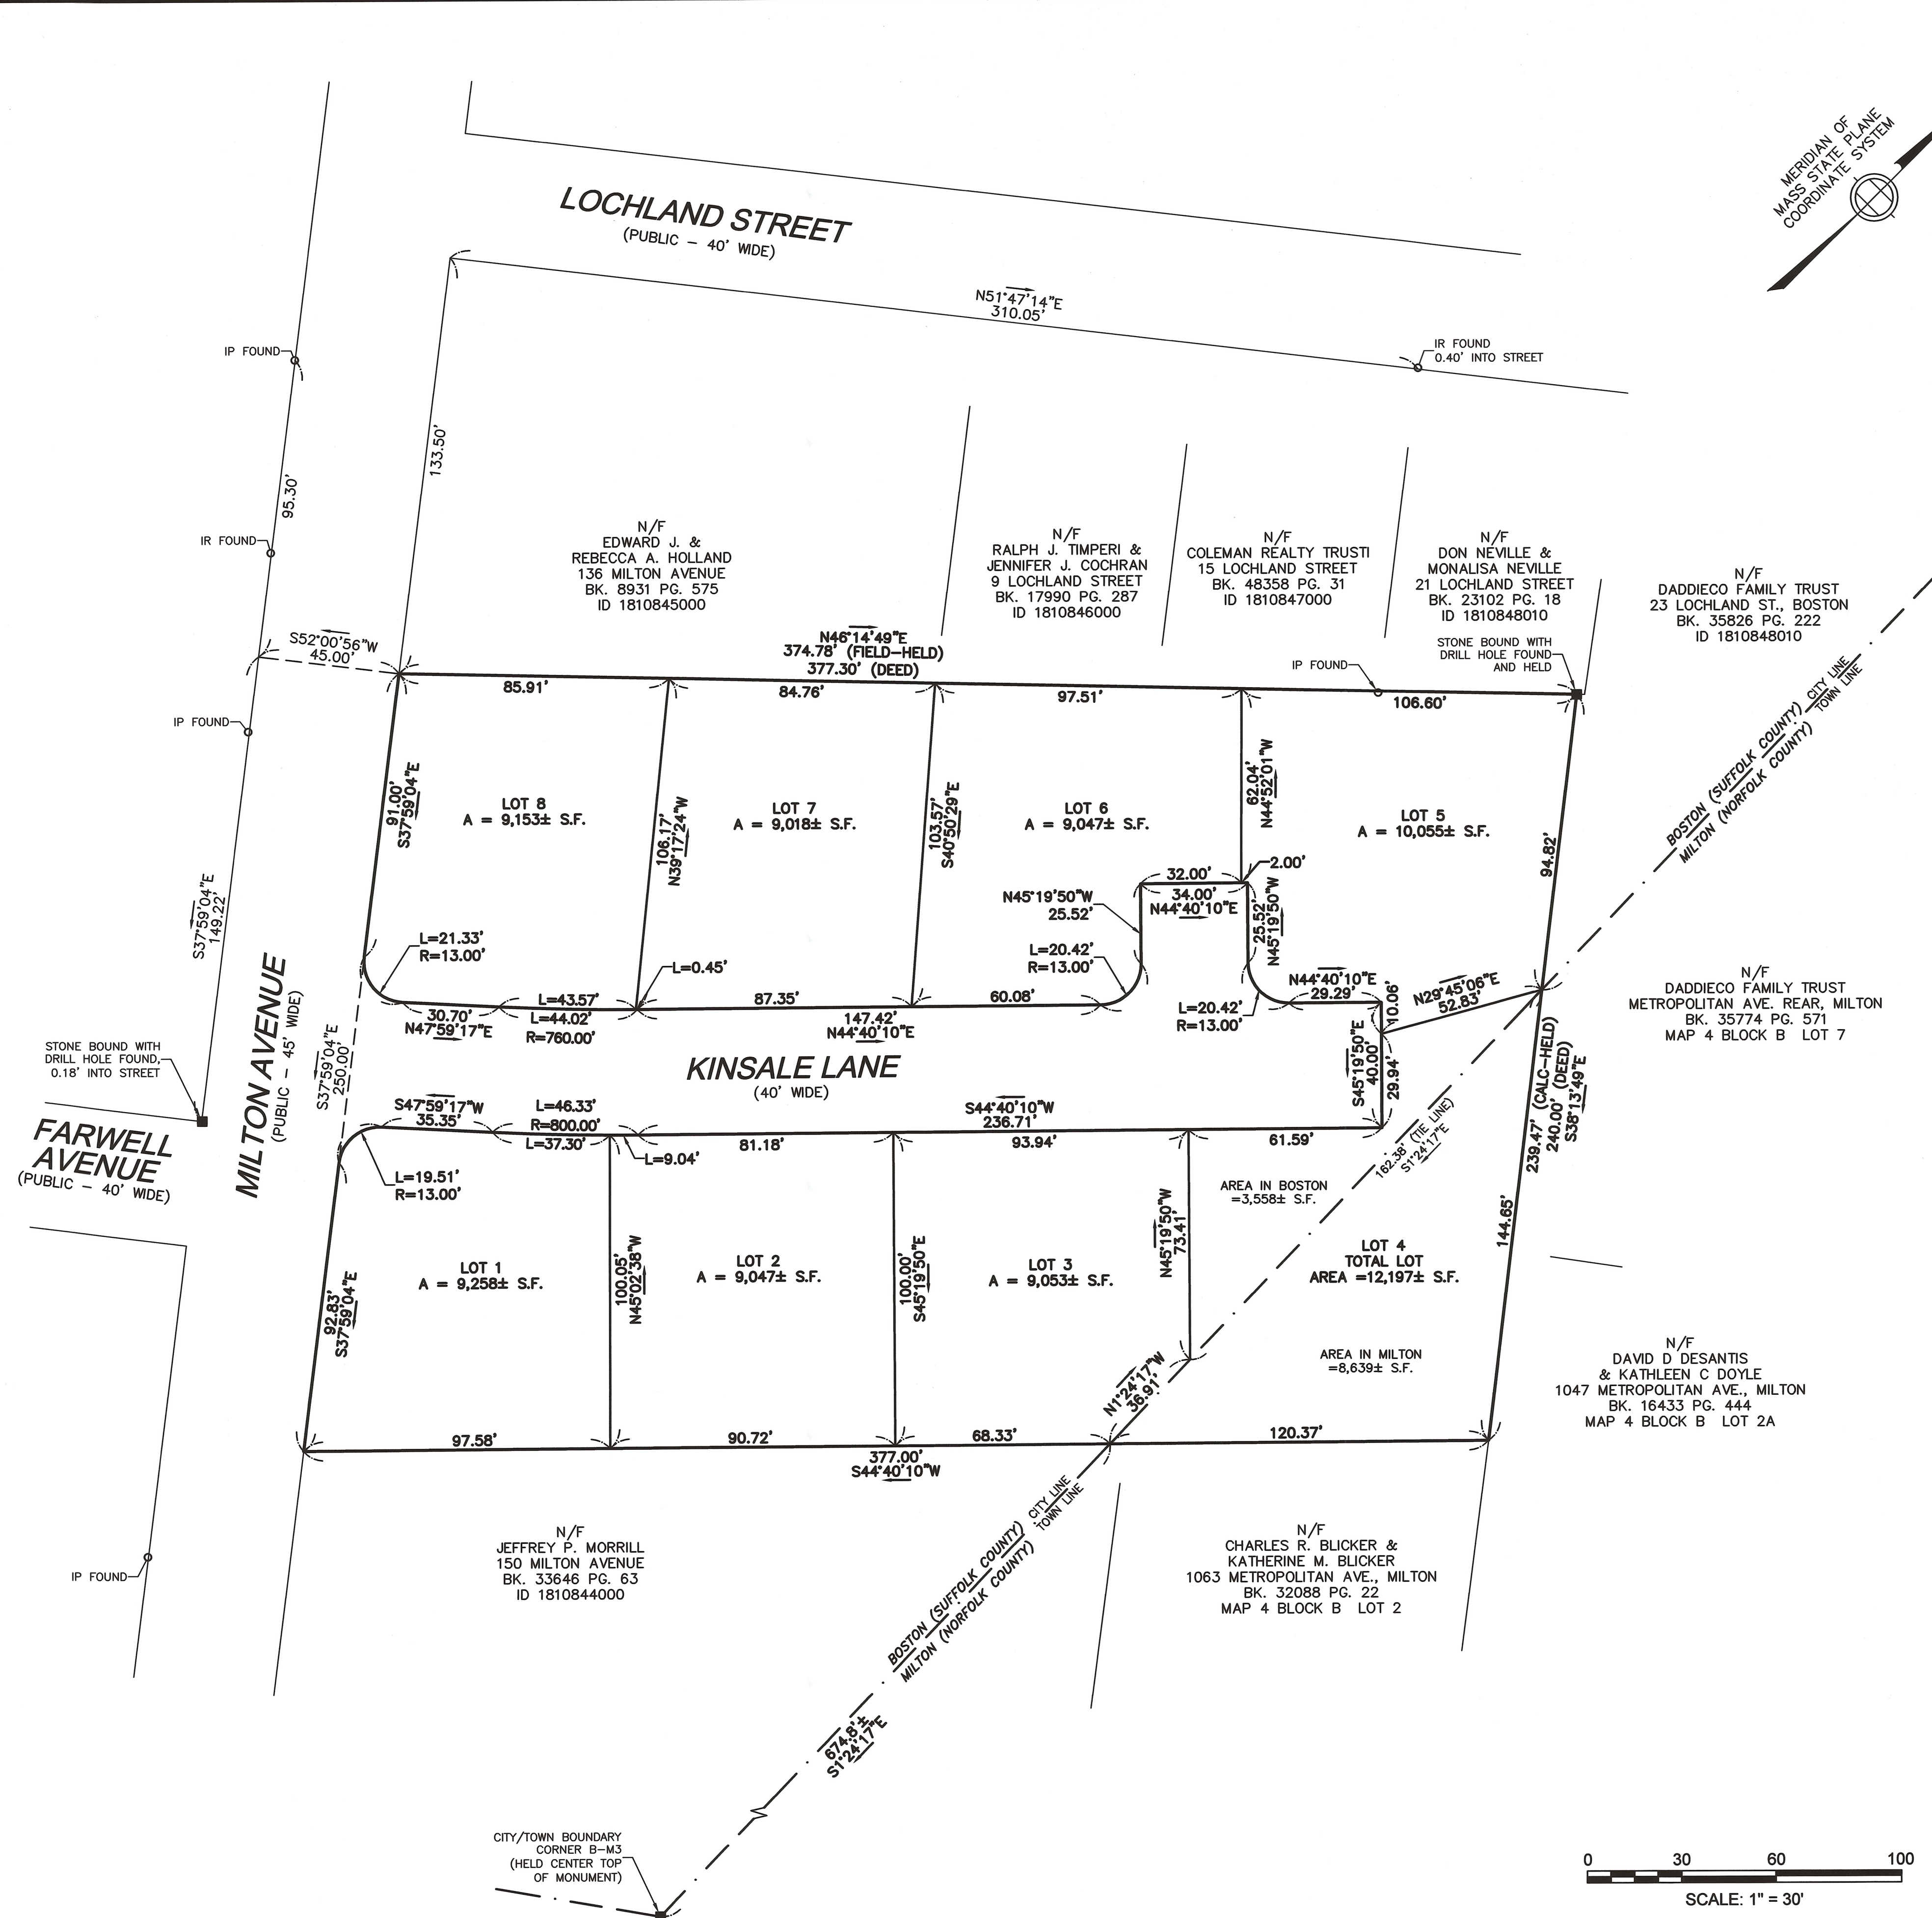 MERIDIAN OF
MASS STATE PLANE
COORDINATE SYSTEM
LOCHLAND STREET
(PUBLIC – 40' WIDE)
N51°47'14"E
310.05'
IP FOUND
IR FOUND
0.40' INTO STREET
133.50'
95.30'
IR FOUND
N/F
EDWARD J. &
REBECCA A. HOLLAND
136 MILTON AVENUE
BK. 8931 PG. 575
ID 1810845000
N/F
RALPH J. TIMPERI &
JENNIFER J. COCHRAN
9 LOCHLAND STREET
BK. 17990 PG. 287
ID 1810846000
N/F
COLEMAN REALTY TRUSTI
15 LOCHLAND STREET
BK. 48358 PG. 31
ID 1810847000
N/F
DON NEVILLE &
MONALISA NEVILLE
21 LOCHLAND STREET
BK. 23102 PG. 18
ID 1810848010
N/F
DADDIECO FAMILY TRUST
23 LOCHLAND ST., BOSTON
BK. 35826 PG. 222
ID 1810848010
STONE BOUND WITH
DRILL HOLE FOUND
AND HELD
IP FOUND
S52°00'56"W
45.00'
N46°14'49"E
374.78' (FIELD-HELD)
377.30' (DEED)
85.91'
84.76'
97.51'
106.60'
IP FOUND
BOSTON (SUFFOLK COUNTY)
MILTON (NORFOLK COUNTY)
CITY LINE
TOWN LINE
91.00'
S37°59'04"E
LOT 8
A = 9,153± S.F.
106.17'
N39°17'24"W
LOT 7
A = 9,018± S.F.
103.57'
S40°50'29"E
LOT 6
A = 9,047± S.F.
62.04'
N44°52'01"W
LOT 5
A = 10,055± S.F.
94.82'
S37°59'04"E
149.22'
32.00'
2.00'
34.00'
N44°40'10"E
N45°19'50"W
25.52'
25.52'
N45°19'50"W
L=21.33'
R=13.00'
L=0.45'
L=20.42'
R=13.00'
L=20.42'
R=13.00'
N44°40'10"E
29.29'
10.06'
N29°45'06"E
52.83'
30.70'
N47°59'17"E
L=43.57'
L=44.02'
R=760.00'
87.35'
147.42'
N44°40'10"E
60.08'
N/F
DADDIECO FAMILY TRUST
METROPOLITAN AVE. REAR, MILTON
BK. 35774 PG. 571
MAP 4 BLOCK B LOT 7
MILTON AVENUE
(PUBLIC – 45' WIDE)
S37°59'04"E
250.00'
STONE BOUND WITH
DRILL HOLE FOUND,
0.18' INTO STREET
KINSALE LANE
(40' WIDE)
S45°19'50"E
40.00'
29.94'
239.47' (CALC-HELD)
240.00' (DEED)
S38°13'49"E
162.38' (TIE LINE)
S1°24'17"E
FARWELL
AVENUE
(PUBLIC – 40' WIDE)
S47°59'17"W
35.35'
L=46.33'
R=800.00'
L=37.30'
L=9.04'
S44°40'10"W
236.71'
81.18'
93.94'
61.59'
L=19.51'
R=13.00'
AREA IN BOSTON
=3,558± S.F.
92.83'
S37°59'04"E
LOT 1
A = 9,258± S.F.
100.05'
N45°02'38"W
LOT 2
A = 9,047± S.F.
100.00'
S45°19'50"E
LOT 3
A = 9,053± S.F.
N45°19'50"W
73.41'
LOT 4
TOTAL LOT
AREA =12,197± S.F.
144.65'
AREA IN MILTON
=8,639± S.F.
N1°24'17"W
36.91'
97.58'
90.72'
68.33'
120.37'
377.00'
S44°40'10"W
N/F
DAVID D DESANTIS
& KATHLEEN C DOYLE
1047 METROPOLITAN AVE., MILTON
BK. 16433 PG. 444
MAP 4 BLOCK B LOT 2A
CITY LINE
TOWN LINE
N/F
JEFFREY P. MORRILL
150 MILTON AVENUE
BK. 33646 PG. 63
ID 1810844000
BOSTON (SUFFOLK COUNTY)
MILTON (NORFOLK COUNTY)
N/F
CHARLES R. BLICKER &
KATHERINE M. BLICKER
1063 METROPOLITAN AVE., MILTON
BK. 32088 PG. 22
MAP 4 BLOCK B LOT 2
IP FOUND
674.8'±
S1°24'17"E
CITY/TOWN BOUNDARY
CORNER B-M3
(HELD CENTER TOP
OF MONUMENT)
0 30 60 100
SCALE: 1" = 30'